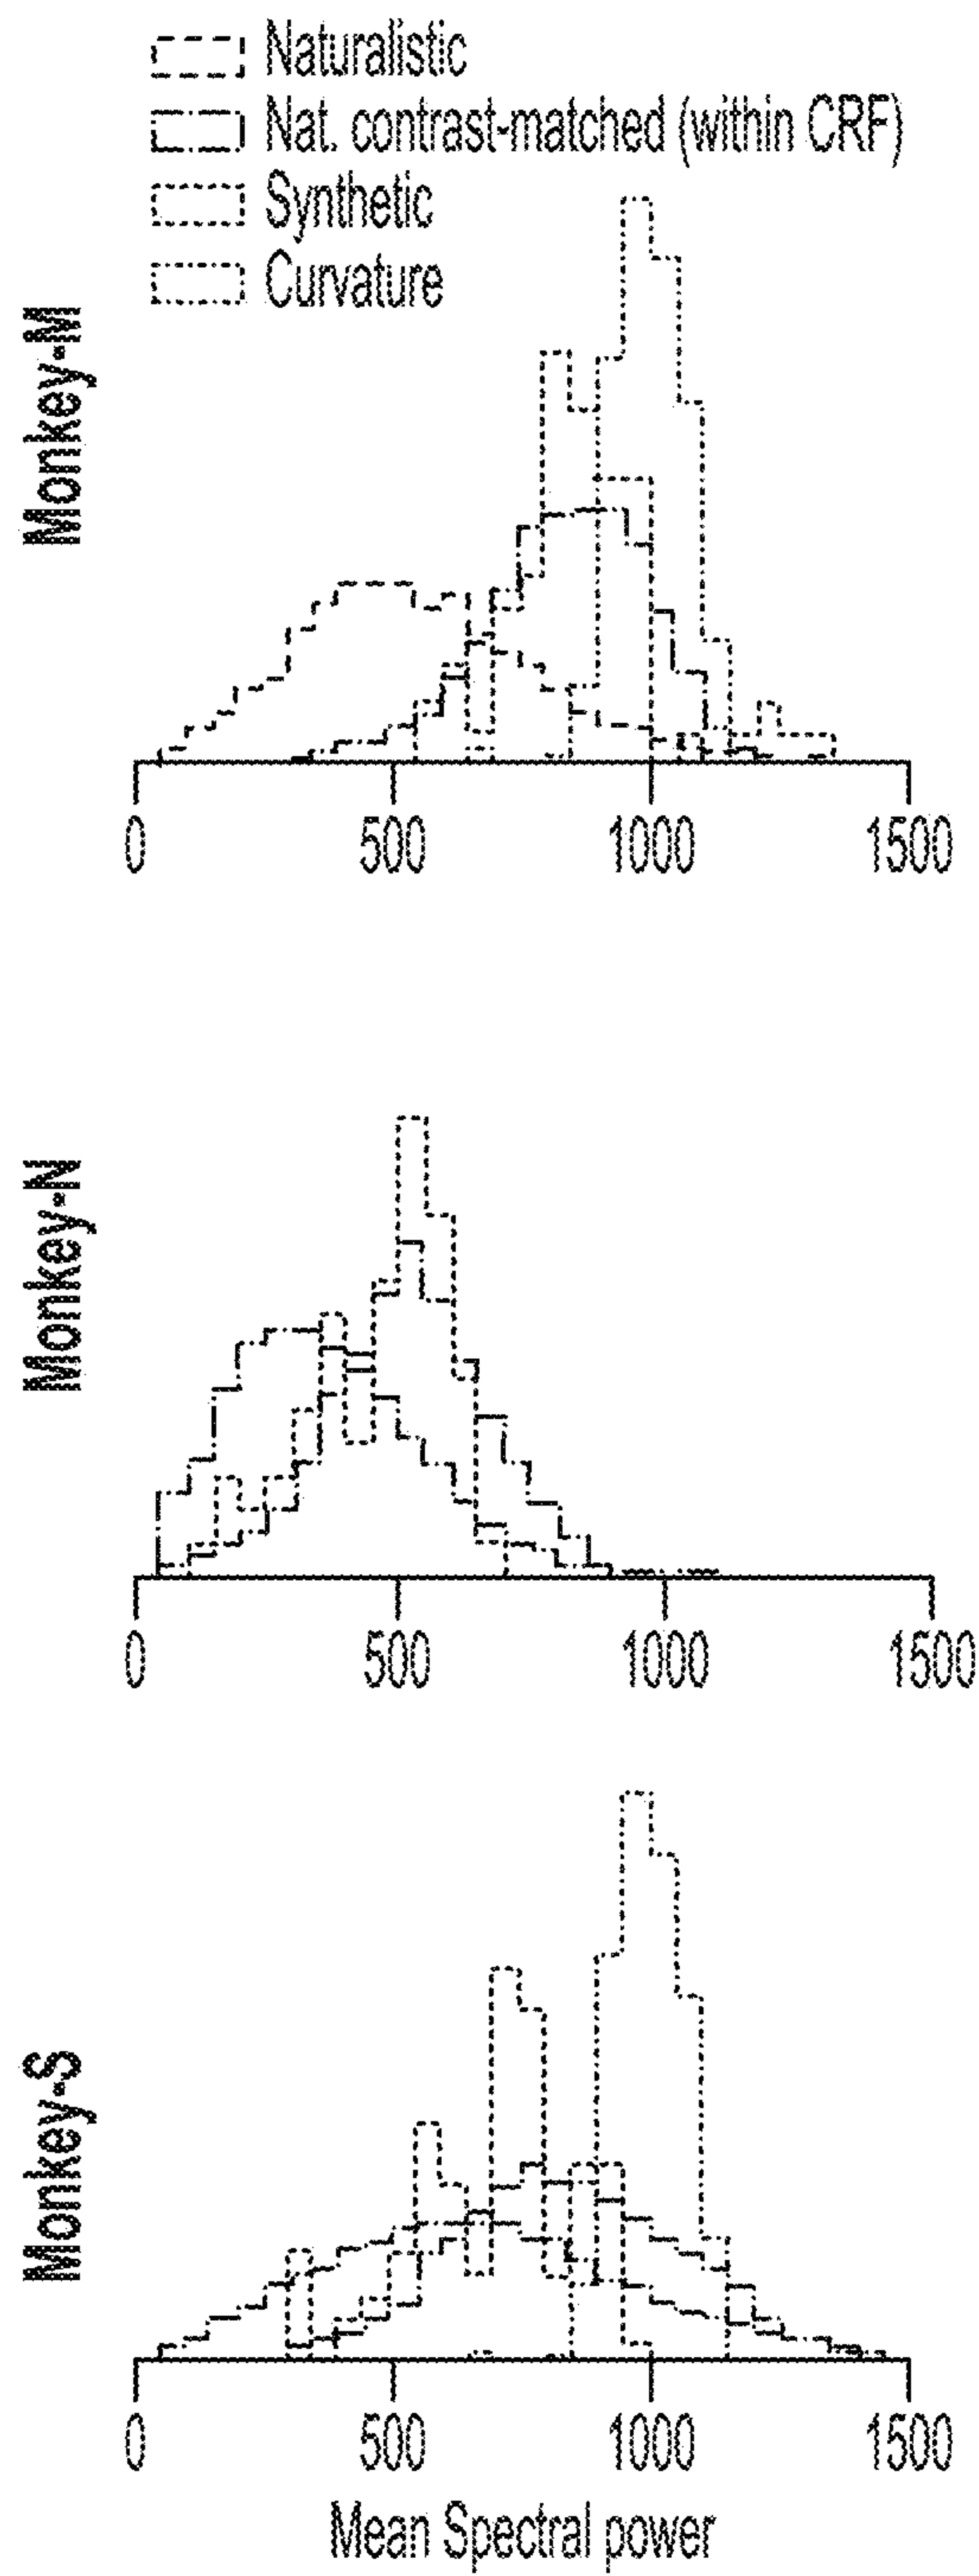 Naturalistic
Nat. contrast-matched (within CRF)
Synthetic
Curvature
Monkey-M
0 500 1000 1500
Monkey-N
0 500 1000 1500
Monkey-S
0 500 1000 1500
Mean Spectral power